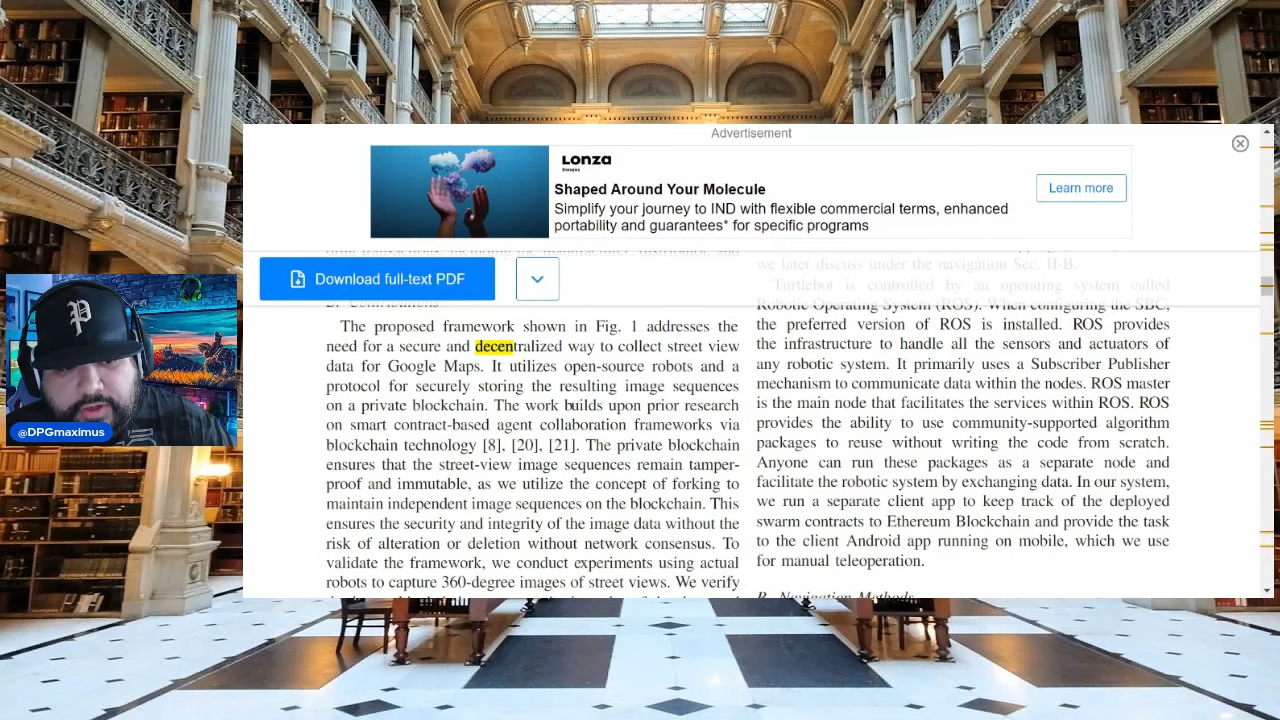 Advertisement
Lonza
Shaped Around Your Molecule
Simplify your journey to IND with flexible commercial terms, enhanced
portability and guarantees* for specific programs
Learn more
Download full-text PDF
The proposed framework shown in Fig. 1 addresses the
need for a secure and decentralized way to collect street view
data for Google Maps. It utilizes open-source robots and a
protocol for securely storing the resulting image sequences
on a private blockchain. The work builds upon prior research
on smart contract-based agent collaboration frameworks via
blockchain technology [8], [20], [21]. The private blockchain
ensures that the street-view image sequences remain tamper-
proof and immutable, as we utilize the concept of forking to
maintain independent image sequences on the blockchain. This
ensures the security and integrity of the image data without the
risk of alteration or deletion without network consensus. To
validate the framework, we conduct experiments using actual
robots to capture 360-degree images of street views. We verify
we later discuss under the navigation Sec. II-B.
Turtlebot is controlled by an operating system called
Robotic Operating System (ROS). When configuring the SBC,
the preferred version of ROS is installed. ROS provides
the infrastructure to handle all the sensors and actuators of
any robotic system. It primarily uses a Subscriber Publisher
mechanism to communicate data within the nodes. ROS master
is the main node that facilitates the services within ROS. ROS
provides the ability to use community-supported algorithm
packages to reuse without writing the code from scratch.
Anyone can run these packages as a separate node and
facilitate the robotic system by exchanging data. In our system,
we run a separate client app to keep track of the deployed
swarm contracts to Ethereum Blockchain and provide the task
to the client Android app running on mobile, which we use
for manual teleoperation.
B. Navigation Methods
P
@DPGmaximus